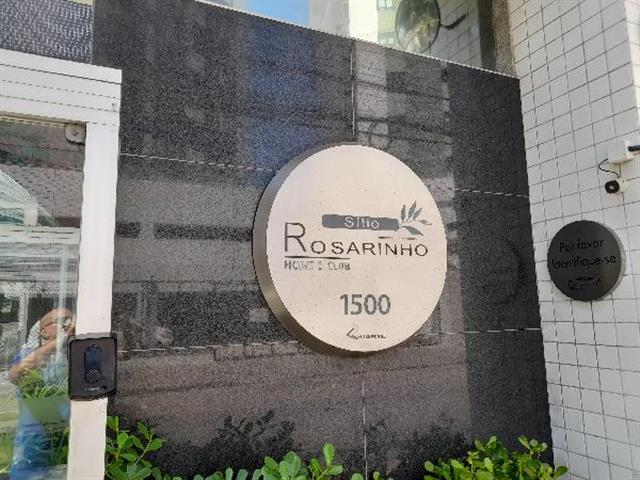 Sítio
ROSARINHO
HOME & CLUB
1500
Por favor
Identifique-se